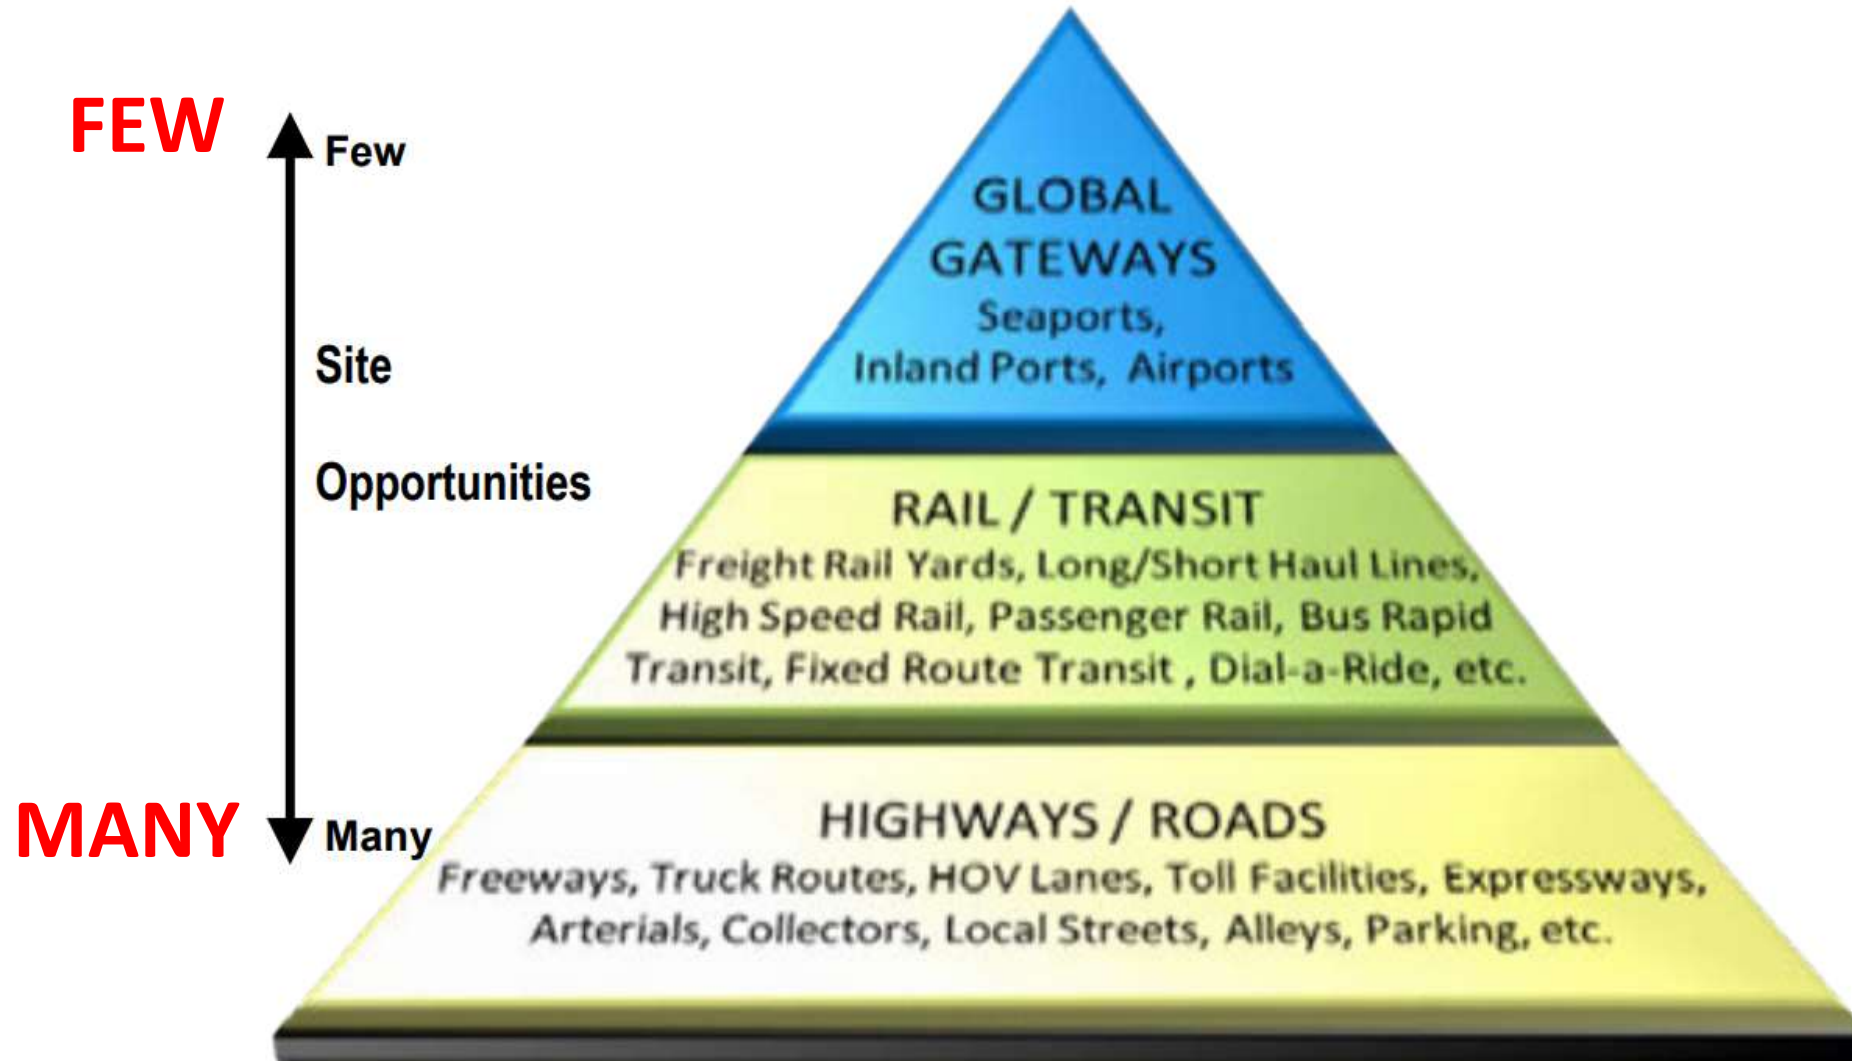 FEW
Few
Site
Opportunities
MANY
Many
GLOBAL
GATEWAYS
Seaports,
Inland Ports, Airports
RAIL / TRANSIT
Freight Rail Yards, Long/Short Haul Lines,
High Speed Rail, Passenger Rail, Bus Rapid
Transit, Fixed Route Transit , Dial-a-Ride, etc.
HIGHWAYS / ROADS
Freeways, Truck Routes, HOV Lanes, Toll Facilities, Expressways,
Arterials, Collectors, Local Streets, Alleys, Parking, etc.